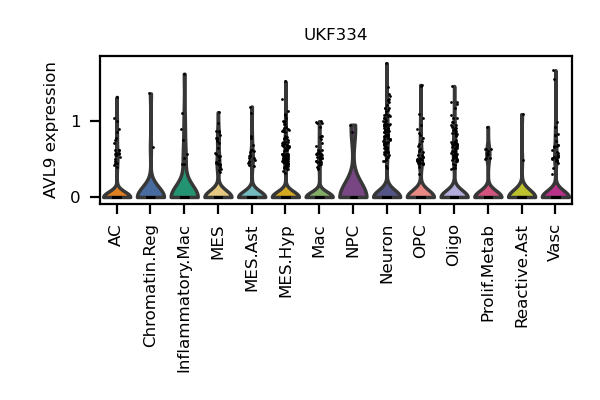 UKF334
AVL9 expression
1
0
AC
Chromatin.Reg
Inflammatory.Mac
MES
MES.Ast
MES.Hyp
Mac
NPC
Neuron
OPC
Oligo
Prolif.Metab
Reactive.Ast
Vasc